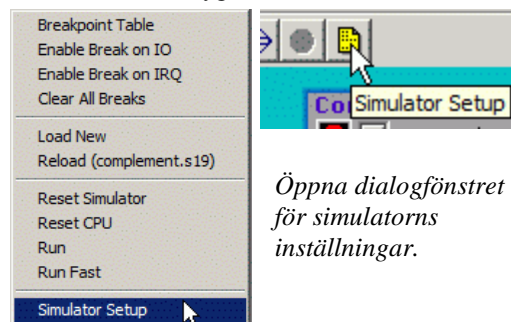 Breakpoint Table
Enable Break on IO
Enable Break on IRQ
Clear All Breaks
Load New
Reload (complement.s19)
Reset Simulator
Reset CPU
Run
Run Fast
Simulator Setup
Simulator Setup
Öppna dialogfönstret
för simulatorns
inställningar.